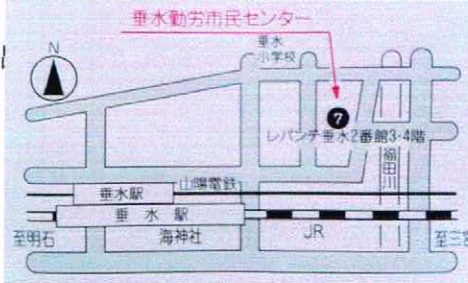 垂水勤労市民センター
N
垂水
小学校
7
レバンテ垂水2番館3・4階
福田川
山陽電鉄
垂水駅
垂水駅
至明石
海神社
JR
至三宮